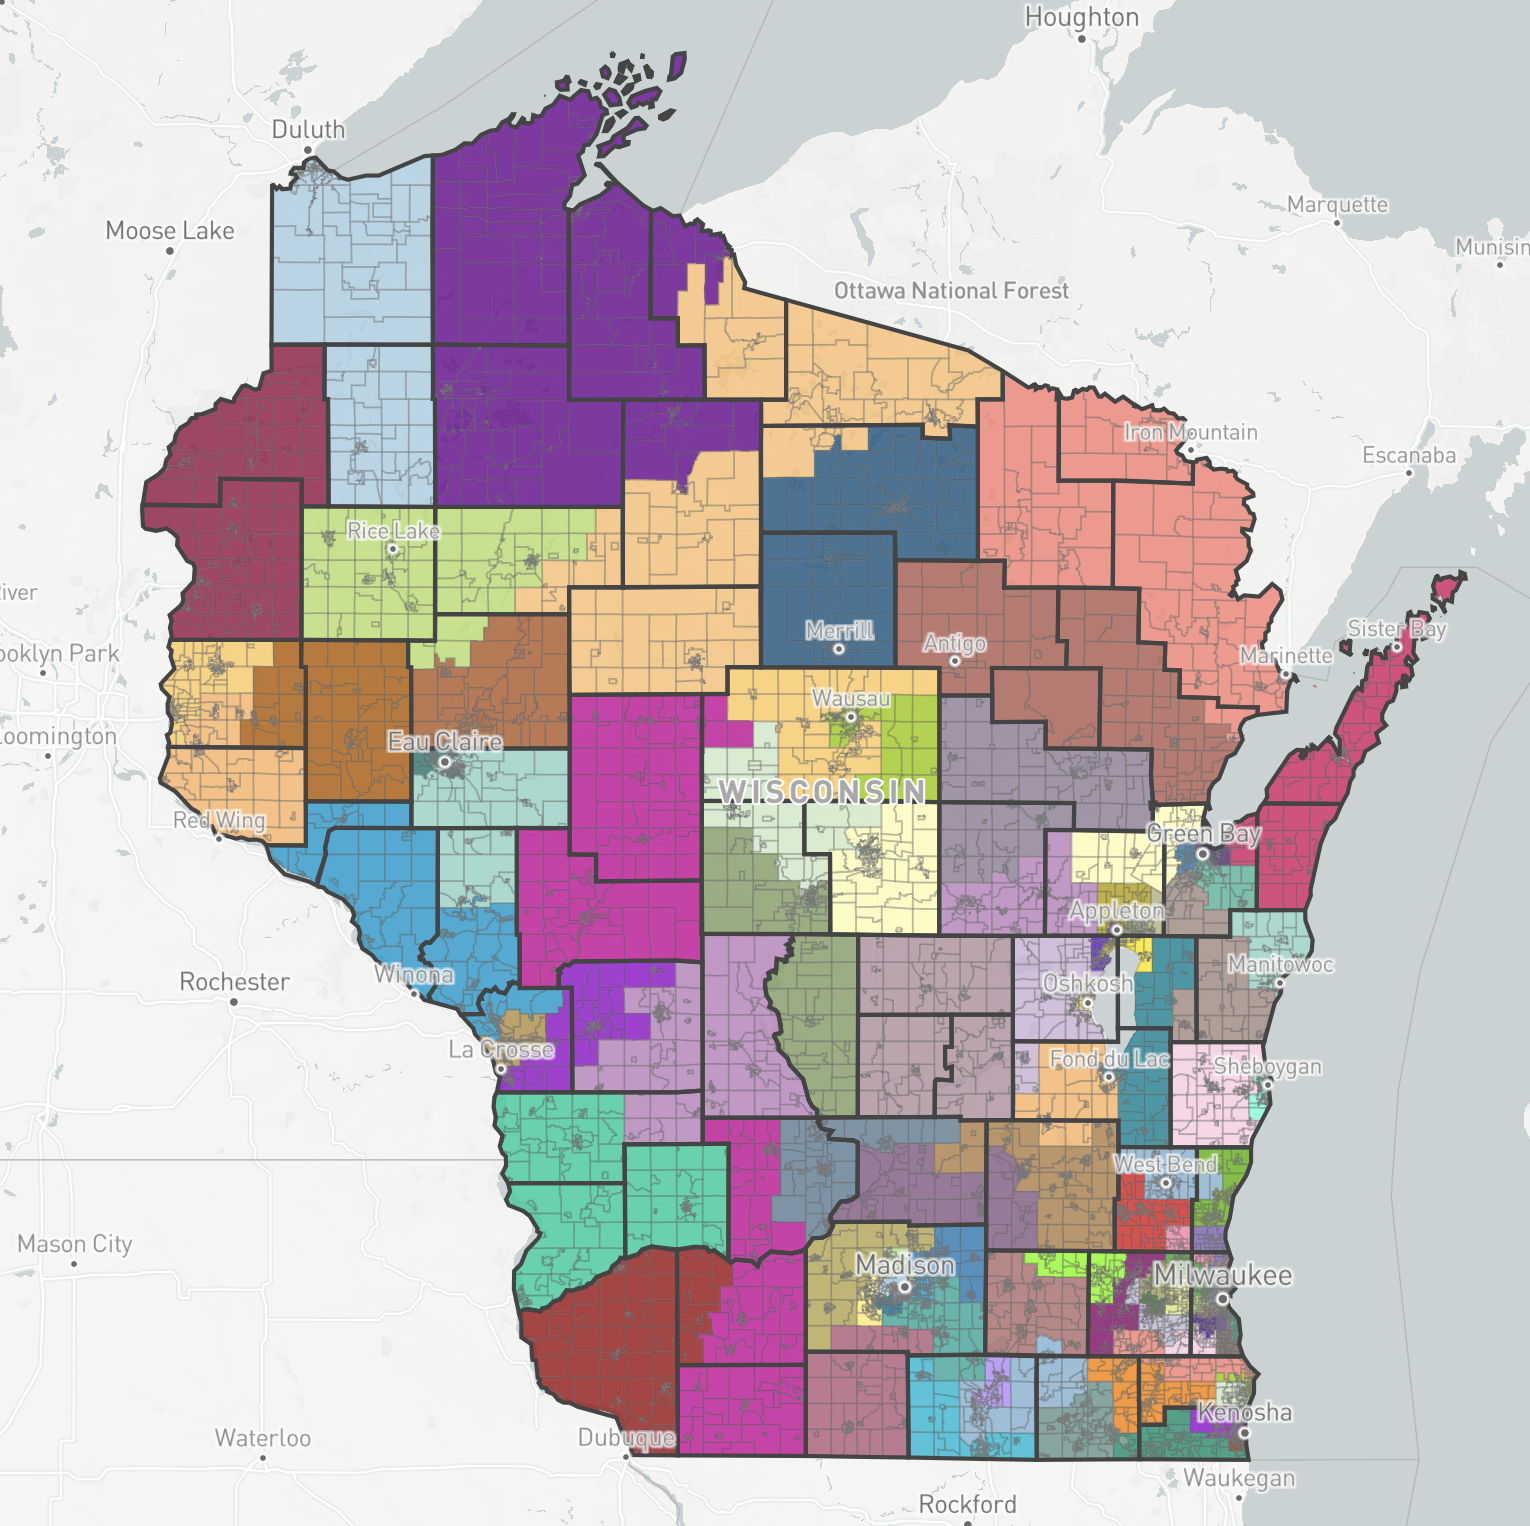 Houghton
Duluth
Marquette
Moose Lake
Munisin
Ottawa National Forest
Iron Mountain
Escanaba
Rice Lake
River
Sister Bay
Merrill
Antigo
Marinette
ooklyn Park
Wausau
loomington
Eau Claire
WISCONSIN
Red Wing
Green Bay
Appleton
Manitowoc
Winona
Rochester
Oshkosh
La Crosse
Fond du Lac
Sheboygan
West Bend
Mason City
Madison
Milwaukee
Kenosha
Waterloo
Dubuque
Waukegan
Rockford